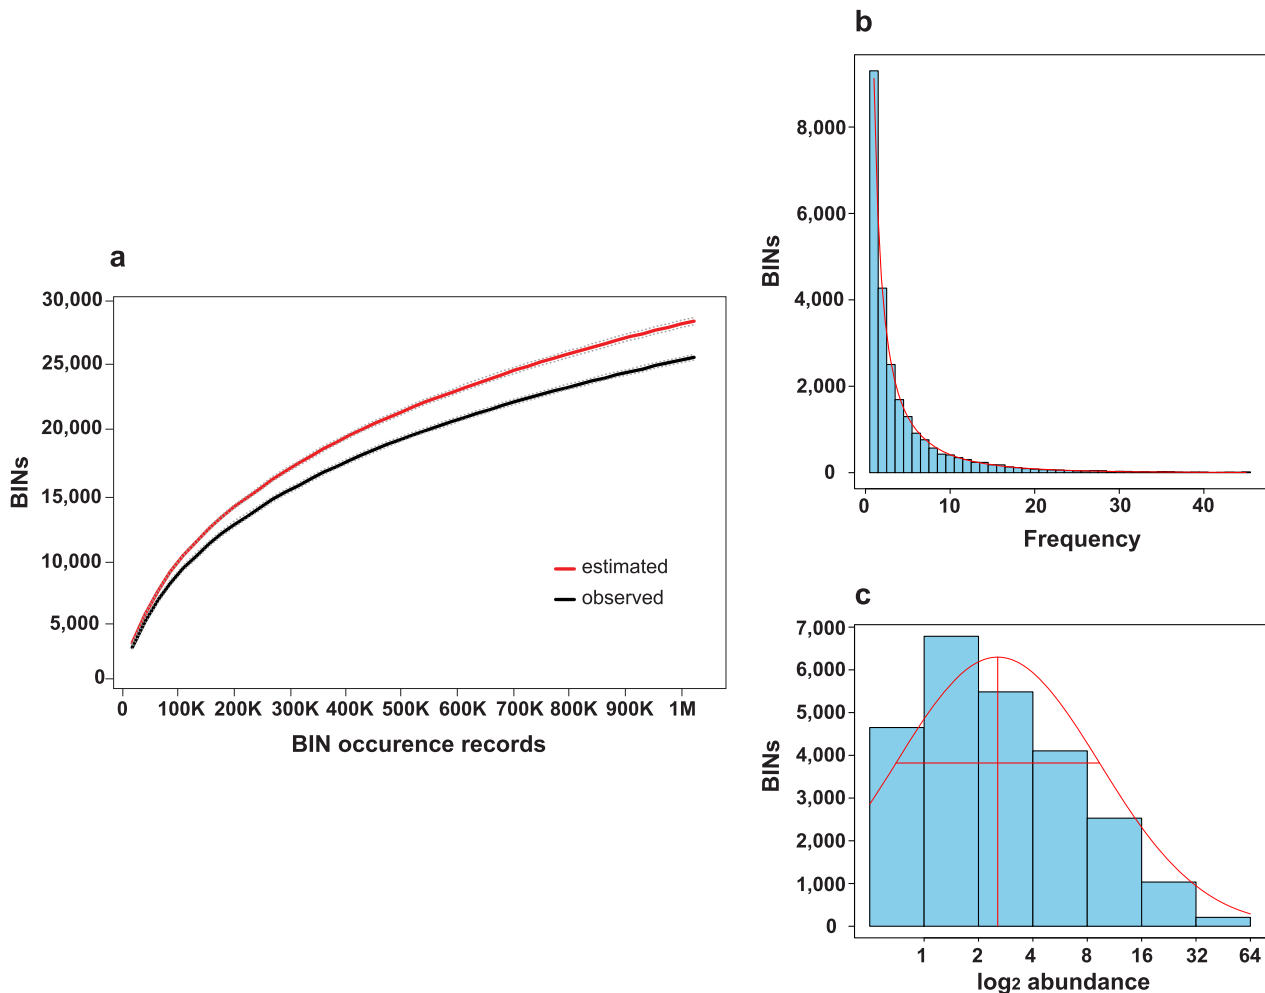 a
30,000
25,000
20,000
15,000
10,000
5,000
0
BINs
estimated
observed
0 100K 200K 300K 400K 500K 600K 700K 800K 900K 1M
BIN occurence records
b
8,000
6,000
4,000
2,000
0
BINs
0 10 20 30 40
Frequency
c
7,000
6,000
5,000
4,000
3,000
2,000
1,000
0
BINs
1 2 4 8 16 32 64
log2 abundance